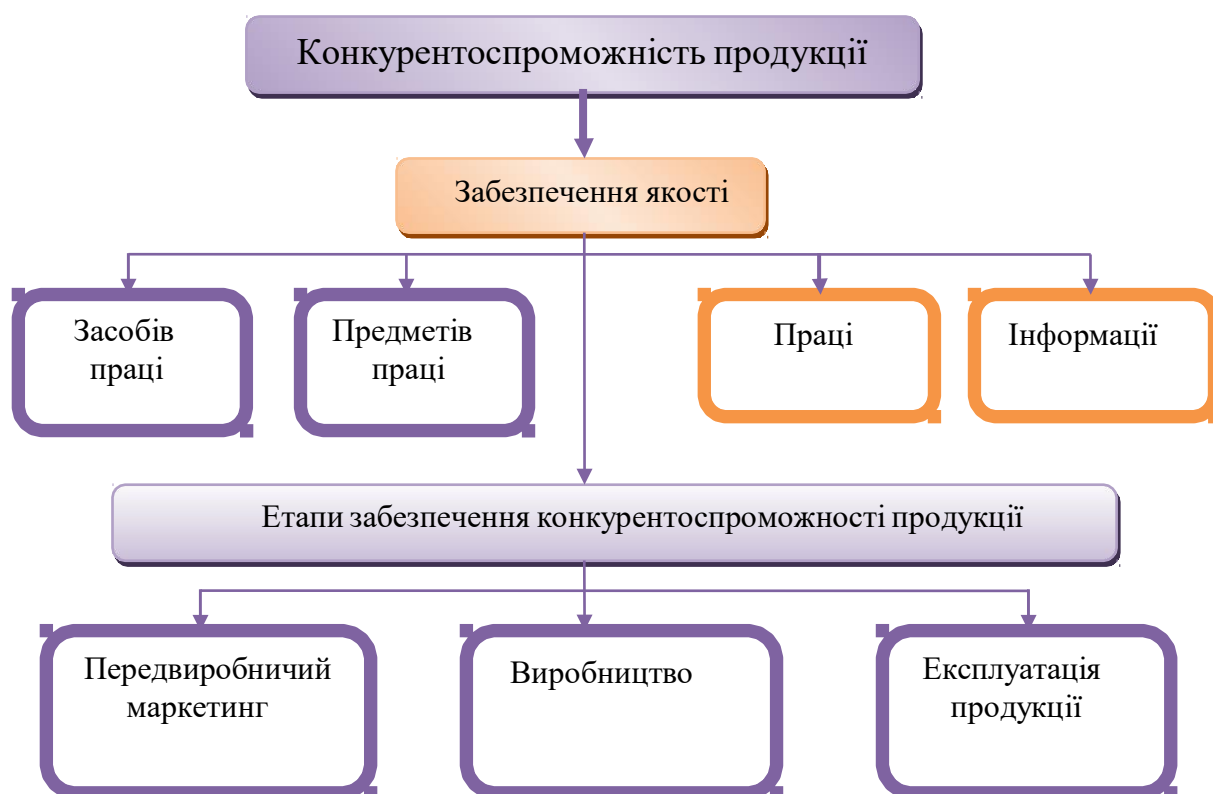 Конкурентоспроможність продукції
Забезпечення якості
Засобів
праці
Предметів
праці
Праці
Інформації
Етапи забезпечення конкурентоспроможності продукції
Передвиробничий
маркетинг
Виробництво
Експлуатація
продукції